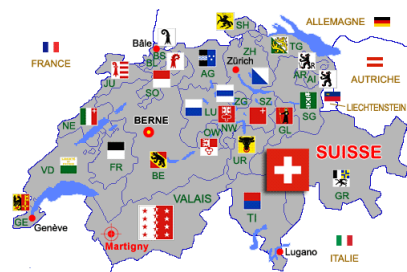 SH
ALLEMAGNE
Bâle
BS
BL
FRANCE
ZH
TG
Zürich
AR
AI
AUTRICHE
JU
AG
SO
LIECHTENSTEIN
ZG
SZ
SG
NE
BERNE
LU
NW
GL
OW
SUISSE
VD
FR
BE
UR
GR
VALAIS
TI
GE
Genève
Martigny
Lugano
ITALIE